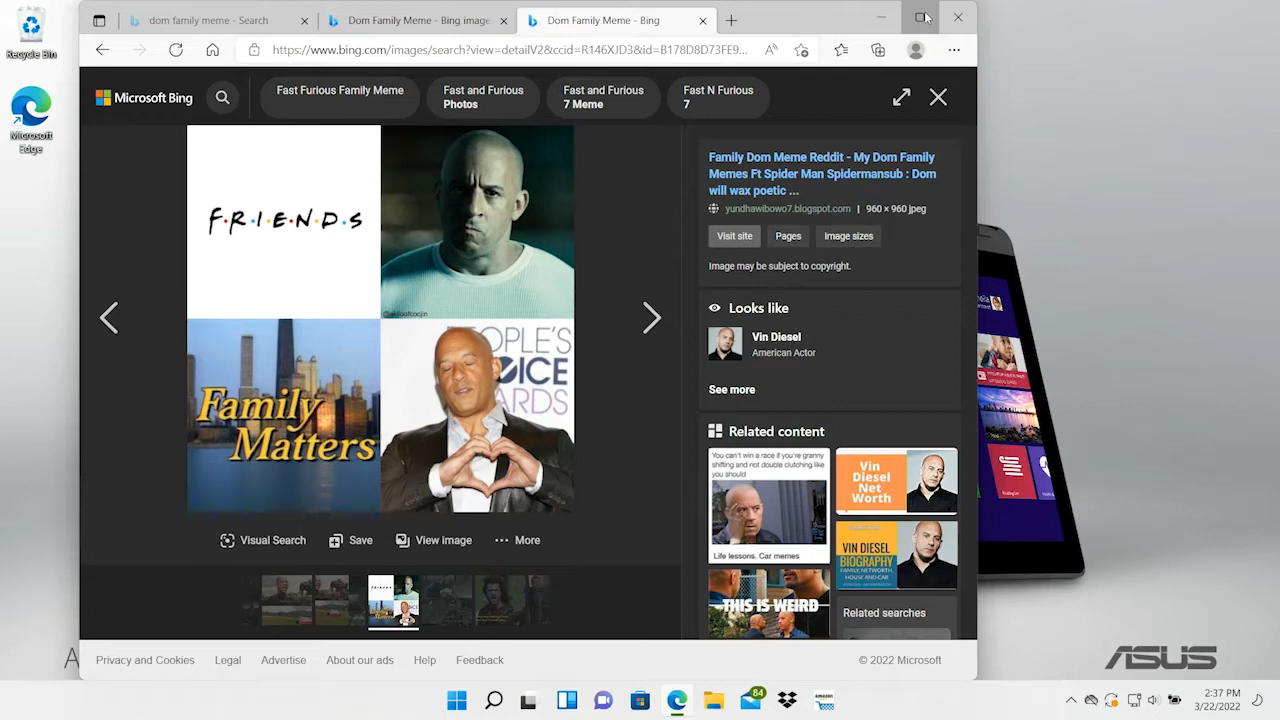 Recycle Bin
Microsoft
Edge
dom family meme - Search
Dom Family Meme - Bing Images
Dom Family Meme - Bing
https://www.bing.com/images/search?view=detailV2&ccid=R146XJD3&id=B178D8D73FE9...
Microsoft Bing
Fast Furious Family Meme
Fast and Furious
Photos
Fast and Furious
7 Meme
Fast N Furious
7
F·R·I·E·N·D·S
@akiloofcocjin
Family
Matters
PEOPLE'S
CHOICE
AWARDS
Family Dom Meme Reddit - My Dom Family
Memes Ft Spider Man Spidermansub : Dom
will wax poetic ...
yundhawibowo7.blogspot.com | 960 × 960 jpeg
Visit site
Pages
Image sizes
Image may be subject to copyright.
Looks like
Vin Diesel
American Actor
See more
Related content
You can't win a race if you're granny
shifting and not double clutching like
you should
Life lessons. Car memes
Vin
Diesel
Net
Worth
VIN DIESEL
BIOGRAPHY
FAMILY, NETWORTH,
HOUSE AND CAR
THIS IS WEIRD
Related searches
Visual Search
Save
View image
More
Privacy and Cookies
Legal
Advertise
About our ads
Help
Feedback
© 2022 Microsoft
ASUS
84
amazon
2:37 PM
3/22/2022